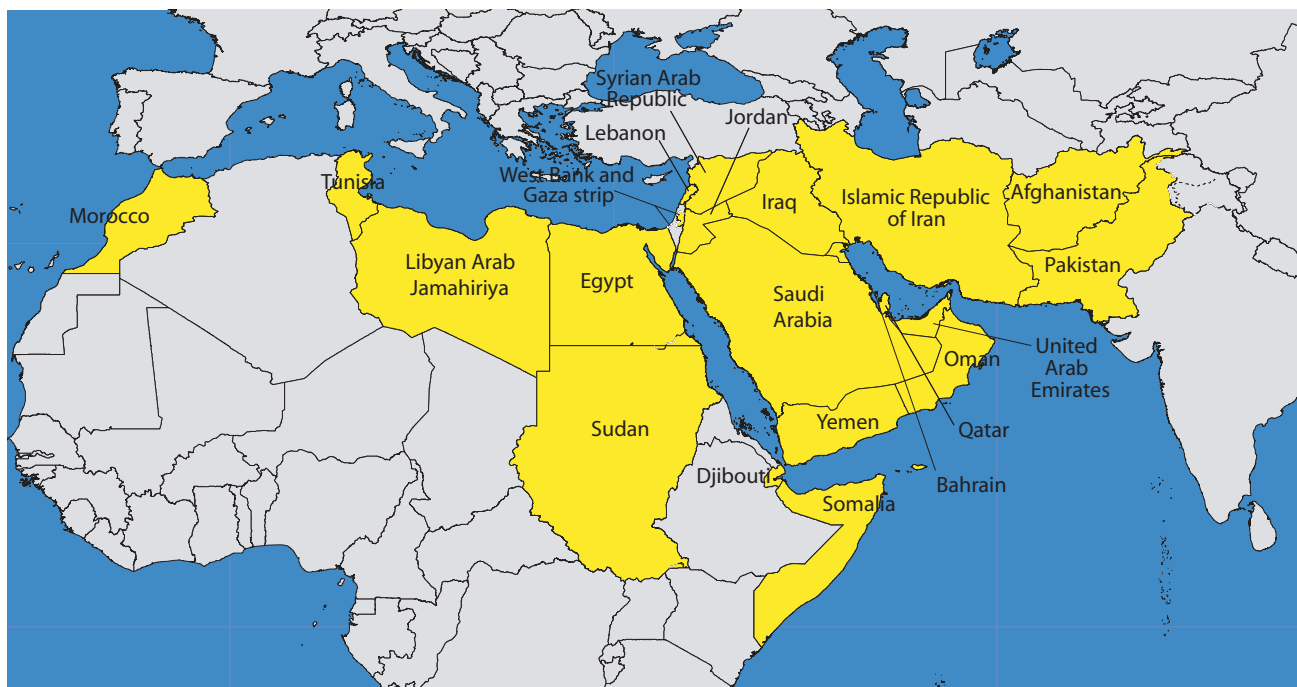 Syrian Arab
Republic
Jordan
Lebanon
West Bank and
Gaza strip
Tunisia
Morocco
Iraq
Islamic Republic
of Iran
Afghanistan
Pakistan
Libyan Arab
Jamahiriya
Egypt
Saudi
Arabia
Oman
United
Arab
Emirates
Sudan
Yemen
Qatar
Djibouti
Bahrain
Somalia